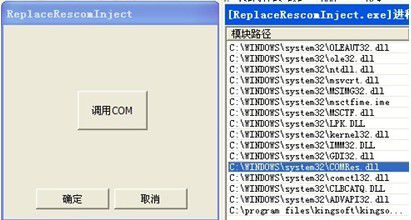 ReplaceRescomInject
调用COM
确定
取消
[ReplaceRescomInject.exe]进
模块路径
C:\WINDOWS\system32\OLEAUT32.dll
C:\WINDOWS\system32\ole32.dll
C:\WINDOWS\system32\ntdll.dll
C:\WINDOWS\system32\msvcrt.dll
C:\WINDOWS\system32\MSIMG32.dll
C:\WINDOWS\system32\msctfime.ime
C:\WINDOWS\system32\MSCTF.dll
C:\WINDOWS\system32\LPK.DLL
C:\WINDOWS\system32\kernel32.dll
C:\WINDOWS\system32\IMM32.DLL
C:\WINDOWS\system32\GDI32.dll
C:\WINDOWS\system32\COMRes.dll
C:\WINDOWS\system32\comctl32.dll
C:\WINDOWS\system32\CLBCATQ.DLL
C:\WINDOWS\system32\ADVAPI32.dll
C:\program files\kingsoft\kingso...